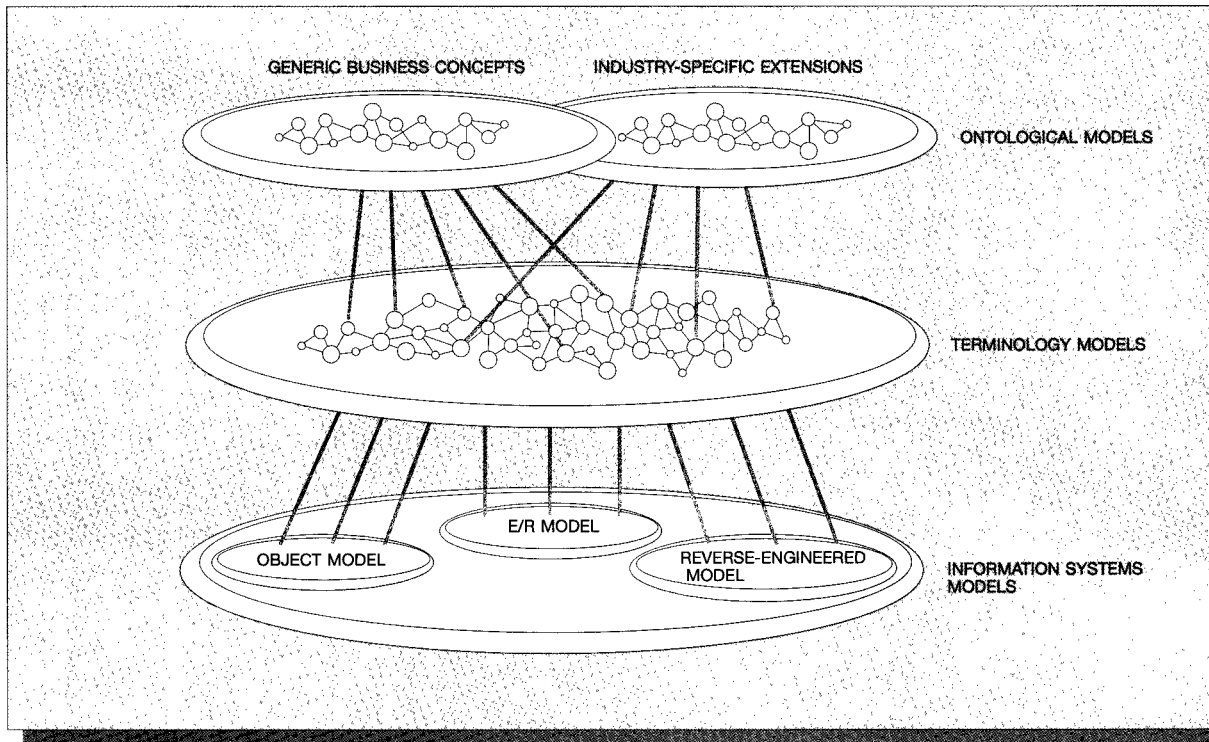 GENERIC BUSINESS CONCEPTS
INDUSTRY-SPECIFIC EXTENSIONS
ONTOLOGICAL MODELS
TERMINOLOGY MODELS
E/R MODEL
OBJECT MODEL
REVERSE-ENGINEERED
MODEL
INFORMATION SYSTEMS
MODELS